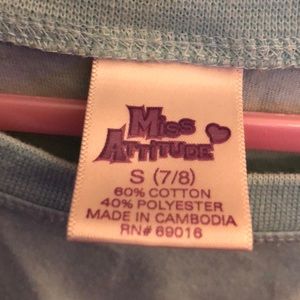 Miss
Attitude
S (7/8)
60% COTTON
40% POLYESTER
MADE IN CAMBODIA
RN# 69016